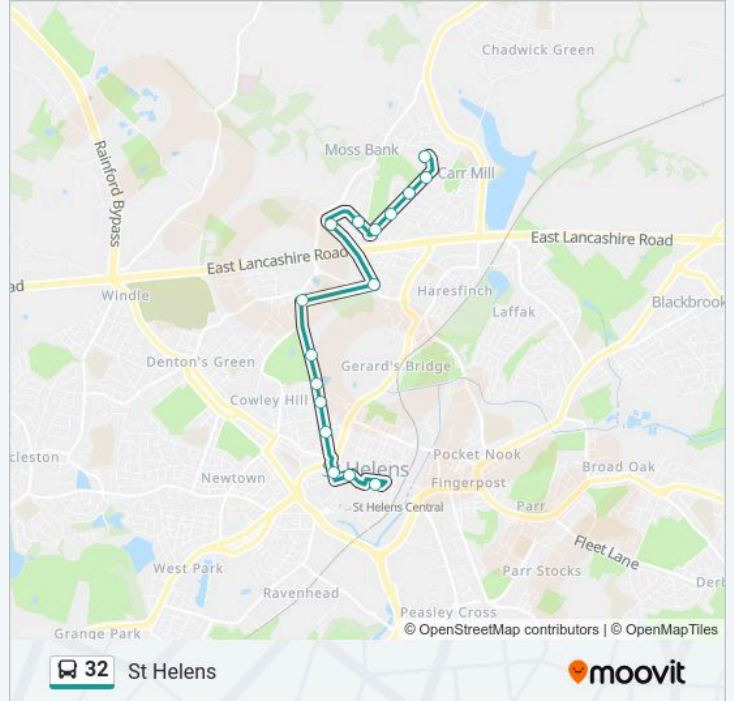 Chadwick Green
Moss Bank
Carr Mill
Rainford Bypass
East Lancashire Road
East Lancashire Road
ad
Windle
Haresfinch
Blackbrook
Laffak
Denton's Green
Gerard's Bridge
Cowley Hill
ccleston
Helens
Pocket Nook
Broad Oak
Newtown
Fingerpost
St Helens Central
Parr
Fleet Lane
West Park
Parr Stocks
Derb
Ravenhead
Peasley Cross
Grange Park
© OpenStreetMap contributors | © OpenMapTiles
32 St Helens
moovit